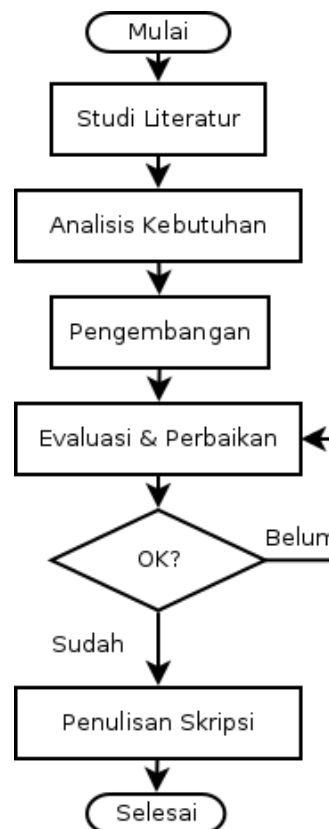 Mulai
Studi Literatur
Analisis Kebutuhan
Pengembangan
Evaluasi & Perbaikan
OK?
Belum
Sudah
Penulisan Skripsi
Selesai